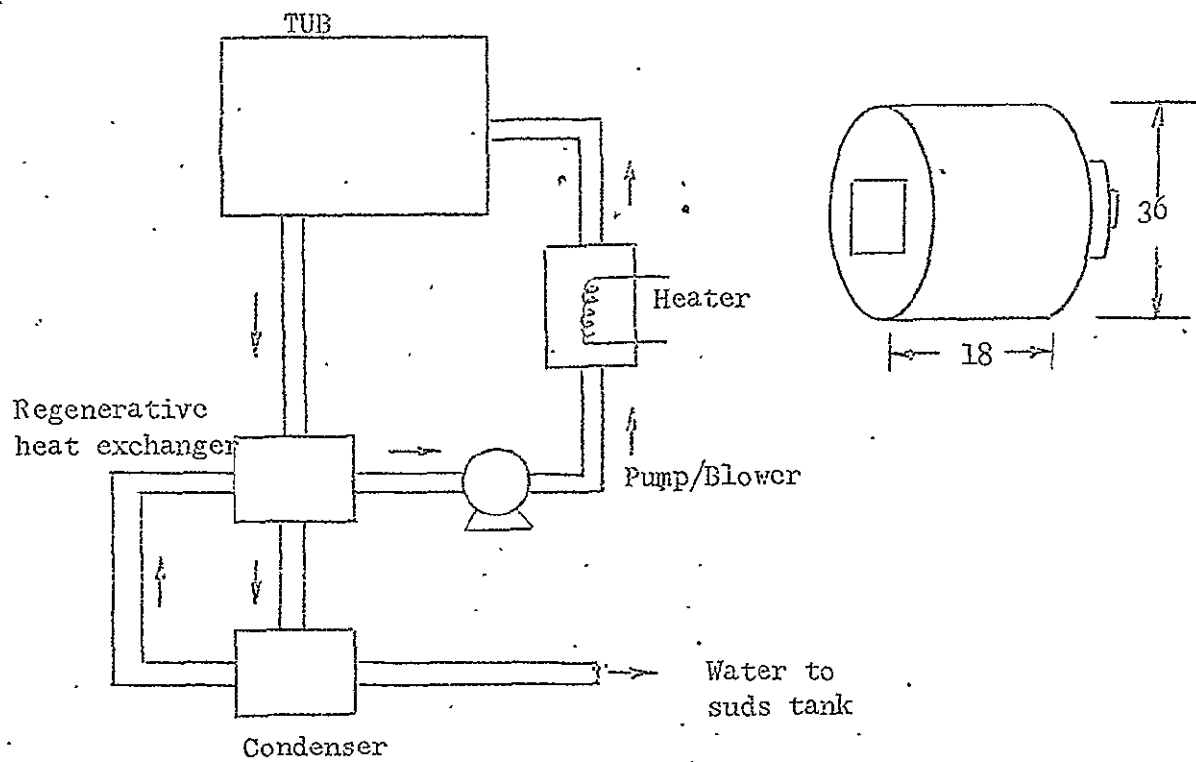 TUB
36
Heater
18
Regenerative
heat exchanger
Pump/Blower
Water to
suds tank
Condenser